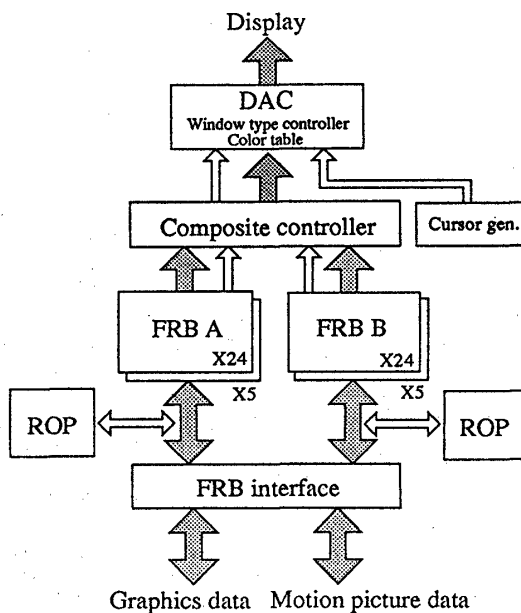 Display
DAC
Window type controller
Color table
Composite controller
Cursor gen.
FRB A
X24
X5
FRB B
X24
X5
ROP
ROP
FRB interface
Graphics data
Motion picture data